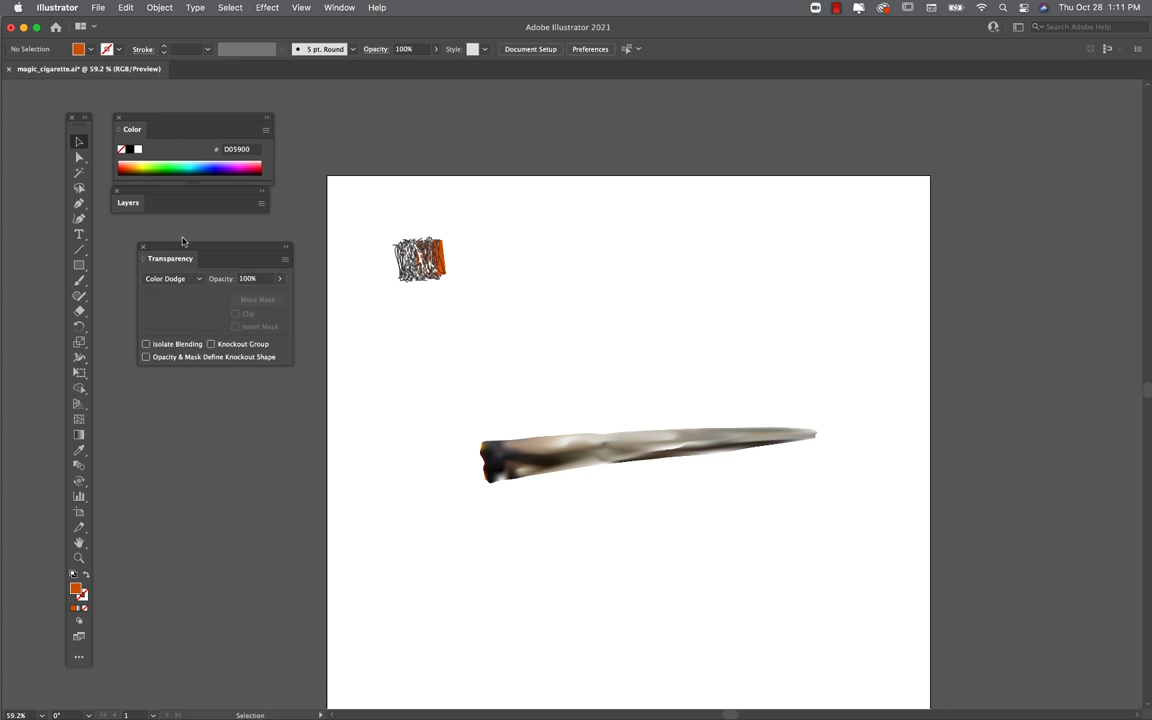 Illustrator File Edit Object Type Select Effect View Window Help Thu Oct 28 1:11 PM
Adobe Illustrator 2021 Search Adobe Help
No Selection Stroke: 5 pt. Round Opacity: 100% Style: Document Setup Preferences
magic_cigarette.ai* @ 59.2 % (RGB/Preview)
Color
# D05900
Layers
Transparency
Color Dodge Opacity: 100%
Make Mask
Clip
Invert Mask
Isolate Blending Knockout Group
Opacity & Mask Define Knockout Shape
59.2% 0° 1 Selection